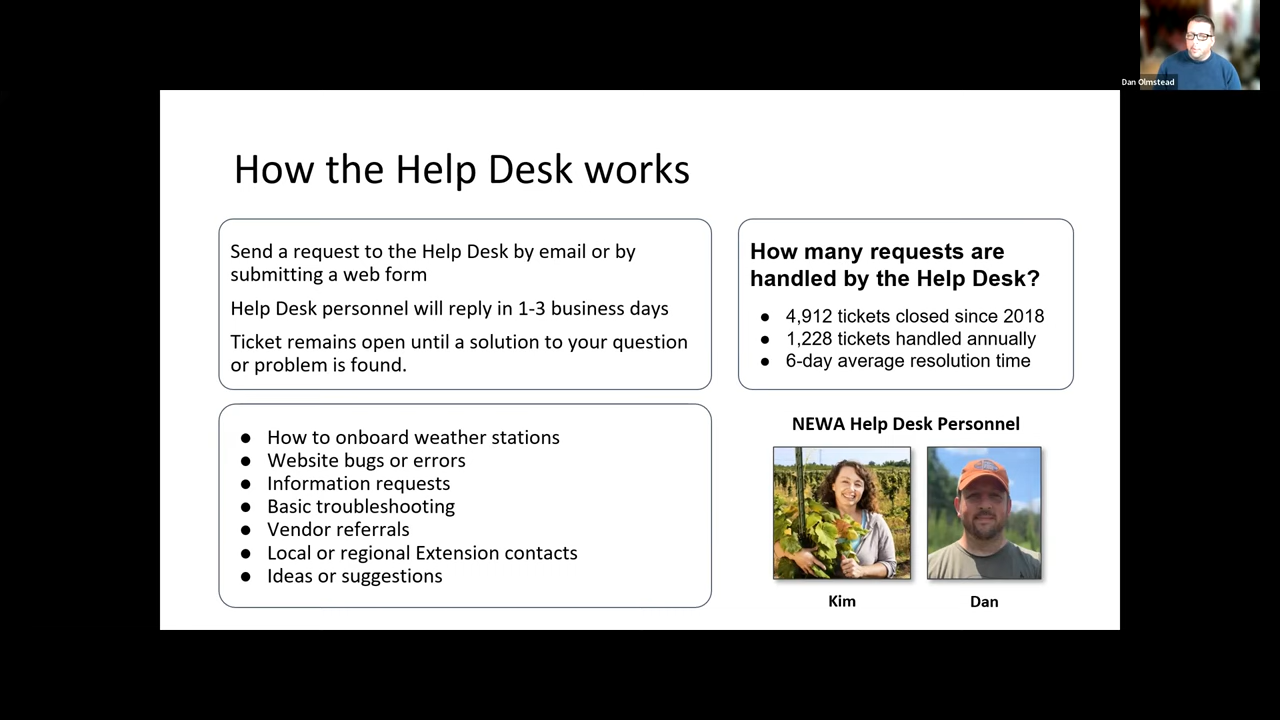 Dan Olmstead
How the Help Desk works
Send a request to the Help Desk by email or by
submitting a web form
Help Desk personnel will reply in 1-3 business days
Ticket remains open until a solution to your question
or problem is found.
How many requests are
handled by the Help Desk?
● 4,912 tickets closed since 2018
● 1,228 tickets handled annually
● 6-day average resolution time
● How to onboard weather stations
● Website bugs or errors
● Information requests
● Basic troubleshooting
● Vendor referrals
● Local or regional Extension contacts
● Ideas or suggestions
NEWA Help Desk Personnel
Kim
Dan